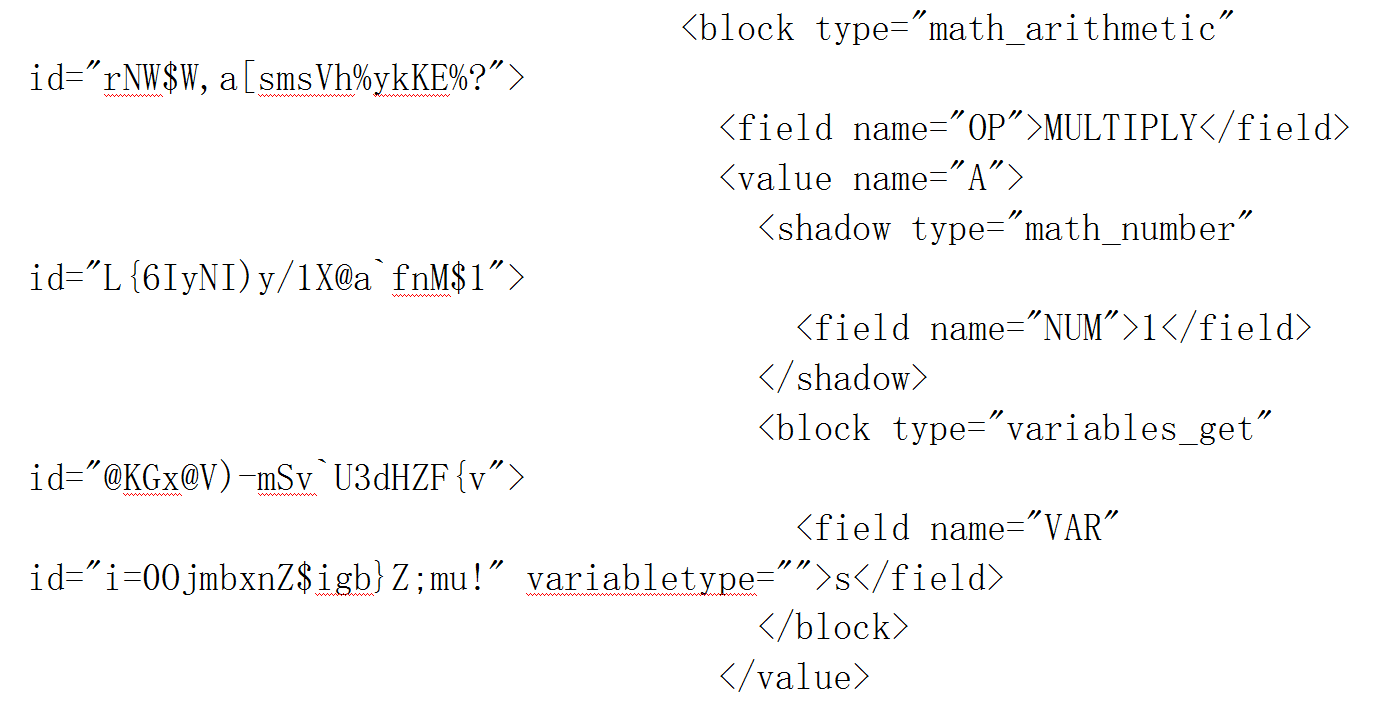 <block type="math_arithmetic"
id="rNW$W,a[smsVh%ykKE%?">
<field name="OP">MULTIPLY</field>
<value name="A">
<shadow type="math_number"
id="L{6IyNI)y/1X@a`fnM$1">
<field name="NUM">1</field>
</shadow>
<block type="variables_get"
id="@KGx@V)-mSv`U3dHZF{v">
<field name="VAR"
id="i=0OjmbxnZ$igb}Z;mu!" variabletype="">s</field>
</block>
</value>